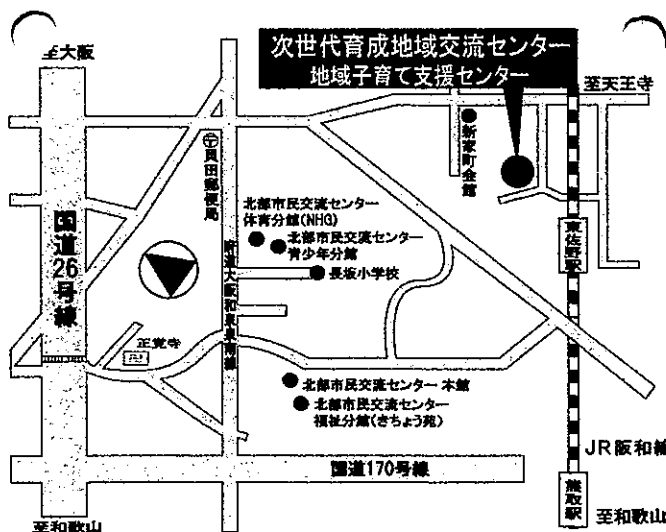 至大阪
次世代育成地域交流センター
地域子育て支援センター
至天王寺
新家町会館
〒貝田郵便局
国道26号線
北部市民交流センター
体育分館(NHG)
北部市民交流センター
青少年分館
長坂小学校
府道大阪和泉泉南線
東佐野駅
正覚寺
北部市民交流センター 本館
北部市民交流センター
福祉分館(きちょう苑)
国道170号線
JR阪和線
熊取駅
至和歌山
至和歌山